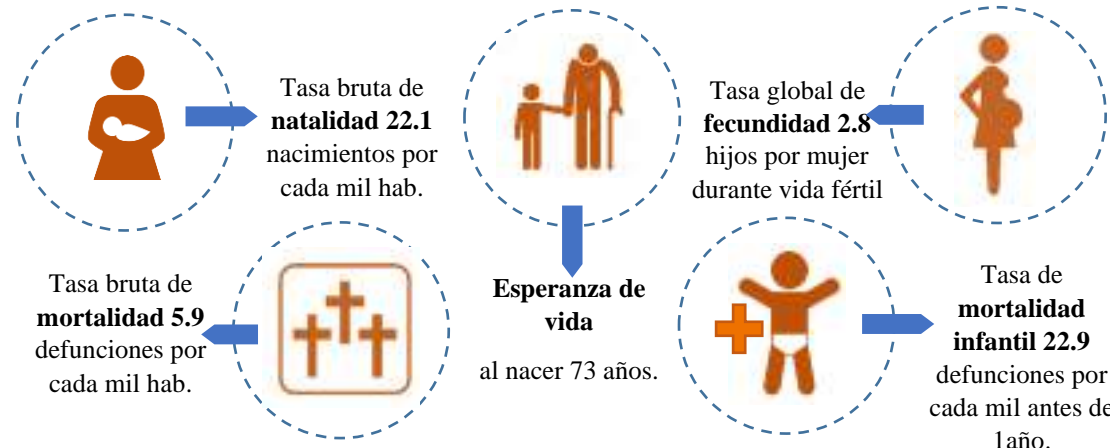 Tasa bruta de
natalidad 22.1
nacimientos por
cada mil hab.
Tasa global de
fecundidad 2.8
hijos por mujer
durante vida fértil
Tasa bruta de
mortalidad 5.9
defunciones por
cada mil hab.
Esperanza de
vida
al nacer 73 años.
Tasa de
mortalidad
infantil 22.9
defunciones por
cada mil antes de
1año.